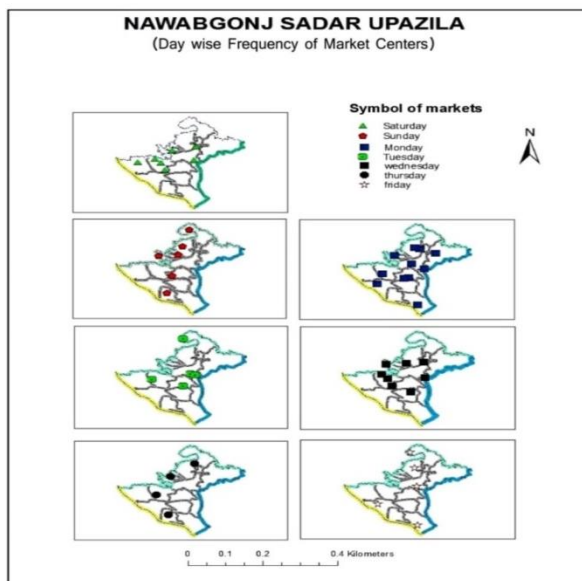 NAWABGONJ SADAR UPAZILA
(Day wise Frequency of Market Centers)
Symbol of markets
Saturday
Sunday
Monday
Tuesday
wednesday
thursday
friday
N
0 0.1 0.2 0.4 Kilometers